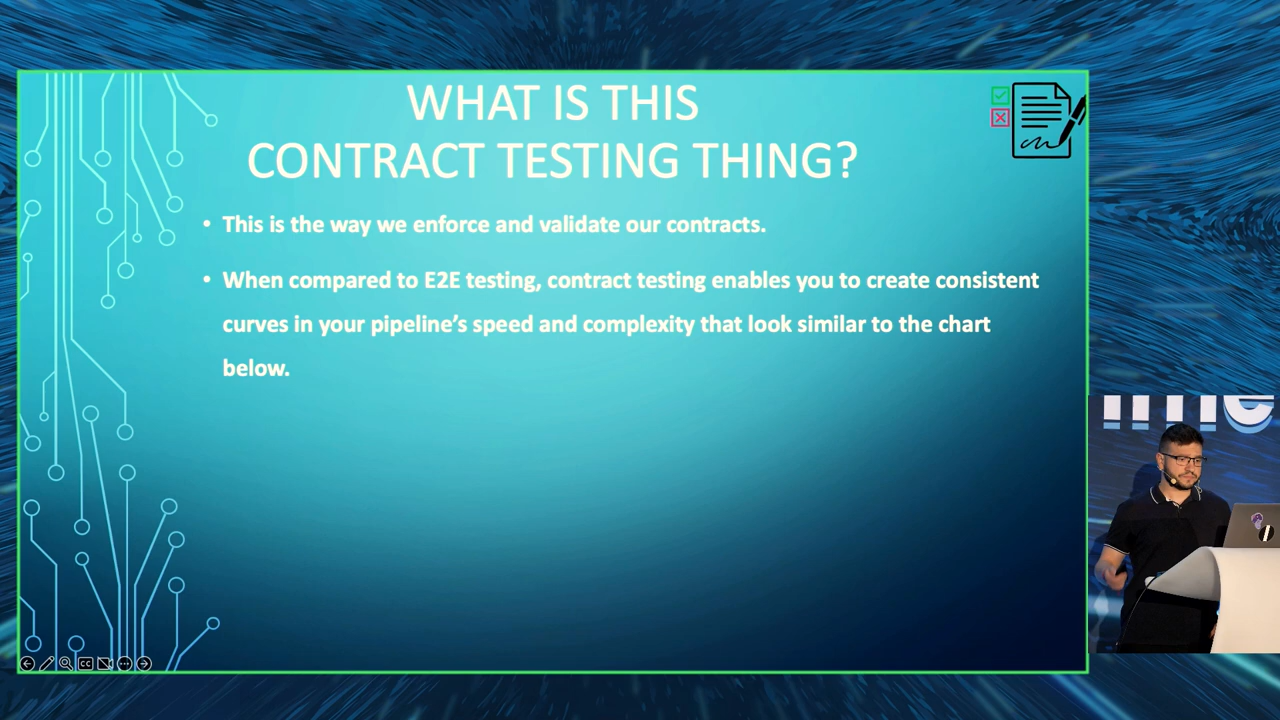 WHAT IS THIS
CONTRACT TESTING THING?
• This is the way we enforce and validate our contracts.
• When compared to E2E testing, contract testing enables you to create consistent
curves in your pipeline’s speed and complexity that look similar to the chart
below.
CC